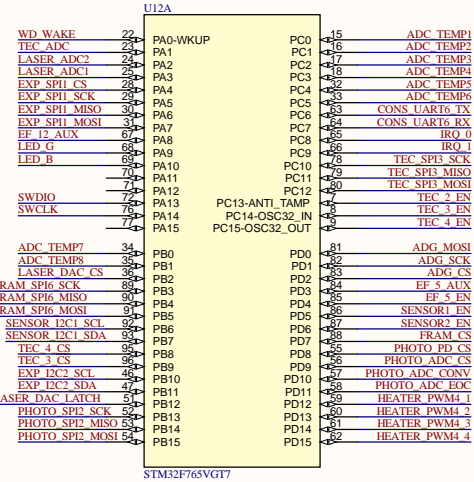 U12A
WD_WAKE 22 PA0-WKUP PC0 15 ADC_TEMP1
TEC_ADC 23 PA1 PC1 16 ADC_TEMP2
LASER_ADC2 24 PA2 PC2 17 ADC_TEMP3
LASER_ADC1 25 PA3 PC3 18 ADC_TEMP4
EXP_SPI1_CS 28 PA4 PC4 32 ADC_TEMP5
EXP_SPI1_SCK 29 PA5 PC5 33 ADC_TEMP6
EXP_SPI1_MISO 30 PA6 PC6 63 CONS_UART6_TX
EXP_SPI1_MOSI 31 PA7 PC7 64 CONS_UART6_RX
EF_12_AUX 67 PA8 PC8 65 IRQ_0
LED_G 68 PA9 PC9 66 IRQ_1
LED_B 69 PA10 PC10 78 TEC_SPI3_SCK
70 PA11 PC11 79 TEC_SPI3_MISO
71 PA12 PC12 80 TEC_SPI3_MOSI
SWDIO 72 PA13 PC13-ANTI_TAMP 7 TEC_2_EN
SWCLK 76 PA14 PC14-OSC32_IN 8 TEC_3_EN
77 PA15 PC15-OSC32_OUT 9 TEC_4_EN
ADC_TEMP7 34 PB0 PD0 81 ADG_MOSI
ADC_TEMP8 35 PB1 PD1 82 ADG_SCK
LASER_DAC_CS 36 PB2 PD2 83 ADG_CS
RAM_SPI6_SCK 89 PB3 PD3 84 EF_5_AUX
RAM_SPI6_MISO 90 PB4 PD4 85 EF_5_EN
RAM_SPI6_MOSI 91 PB5 PD5 86 SENSOR1_EN
SENSOR_I2C1_SCL 92 PB6 PD6 87 SENSOR2_EN
SENSOR_I2C1_SDA 93 PB7 PD7 88 FRAM_CS
TEC_4_CS 95 PB8 PD8 55 PHOTO_PD_CS
TEC_3_CS 96 PB9 PD9 56 PHOTO_ADC_CS
EXP_I2C2_SCL 46 PB10 PD10 57 PHOTO_ADC_CONV
EXP_I2C2_SDA 47 PB11 PD11 58 PHOTO_ADC_EOC
ASER_DAC_LATCH 51 PB12 PD12 59 HEATER_PWM4_1
PHOTO_SPI2_SCK 52 PB13 PD13 60 HEATER_PWM4_2
PHOTO_SPI2_MISO 53 PB14 PD14 61 HEATER_PWM4_3
PHOTO_SPI2_MOSI 54 PB15 PD15 62 HEATER_PWM4_4
STM32F765VGT7